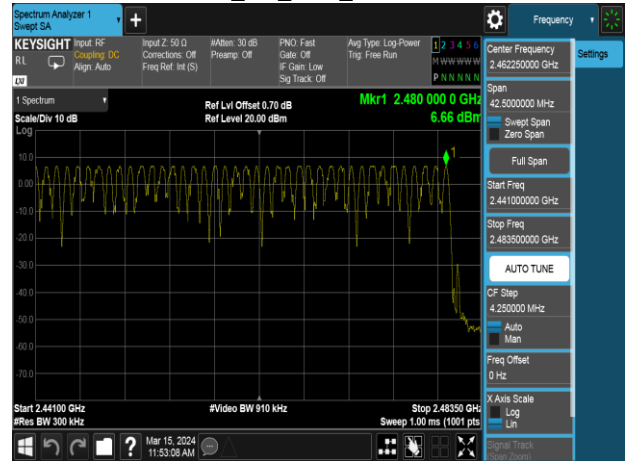 Spectrum Analyzer 1
Swept SA
Frequency
KEYSIGHT
Input: RF
Input Z: 50 Ω
#Atten: 30 dB
PNO: Fast
Avg Type: Log-Power
1 2 3 4 5 6
RL
Coupling: DC
Corrections: Off
Preamp: Off
Gate: Off
Trig: Free Run
M W W W W W
Align: Auto
Freq Ref: Int (S)
IF Gain: Low
Sig Track: Off
P N N N N N
LXI
1 Spectrum
Ref Lvl Offset 0.70 dB
Mkr1 2.480 000 0 GHz
Scale/Div 10 dB
Ref Level 20.00 dBm
6.66 dBm
Log
1
10.0
0.00
-10.0
-20.0
-30.0
-40.0
-50.0
-60.0
-70.0
Start 2.44100 GHz
#Video BW 910 kHz
Stop 2.48350 GHz
#Res BW 300 kHz
Sweep 1.00 ms (1001 pts
?
Mar 15, 2024
11:53:08 AM
Center Frequency
2.462250000 GHz
Settings
Span
42.5000000 MHz
Swept Span
Zero Span
Full Span
Start Freq
2.441000000 GHz
Stop Freq
2.483500000 GHz
AUTO TUNE
CF Step
4.250000 MHz
Auto
Man
Freq Offset
0 Hz
X Axis Scale
Log
Lin
Signal Track
(Span Zoom)